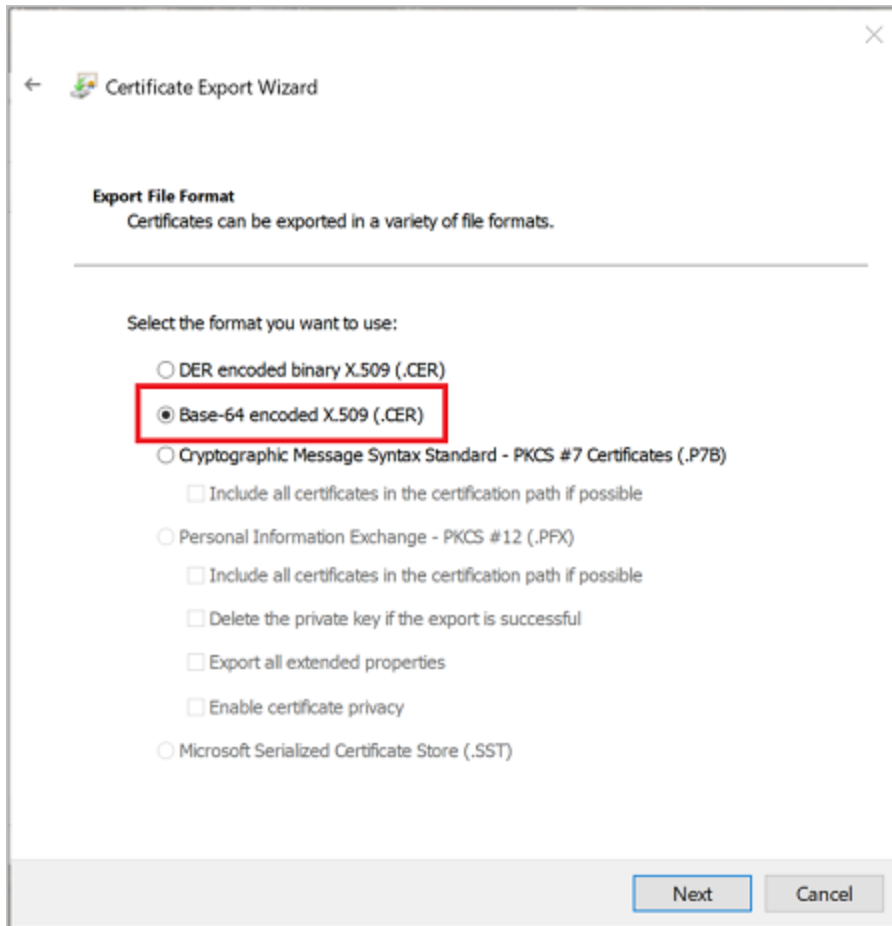 Certificate Export Wizard
Export File Format
Certificates can be exported in a variety of file formats.
Select the format you want to use:
DER encoded binary X.509 (.CER)
Base-64 encoded X.509 (.CER)
Cryptographic Message Syntax Standard - PKCS #7 Certificates (.P7B)
Include all certificates in the certification path if possible
Personal Information Exchange - PKCS #12 (.PFX)
Include all certificates in the certification path if possible
Delete the private key if the export is successful
Export all extended properties
Enable certificate privacy
Microsoft Serialized Certificate Store (.SST)
Next Cancel